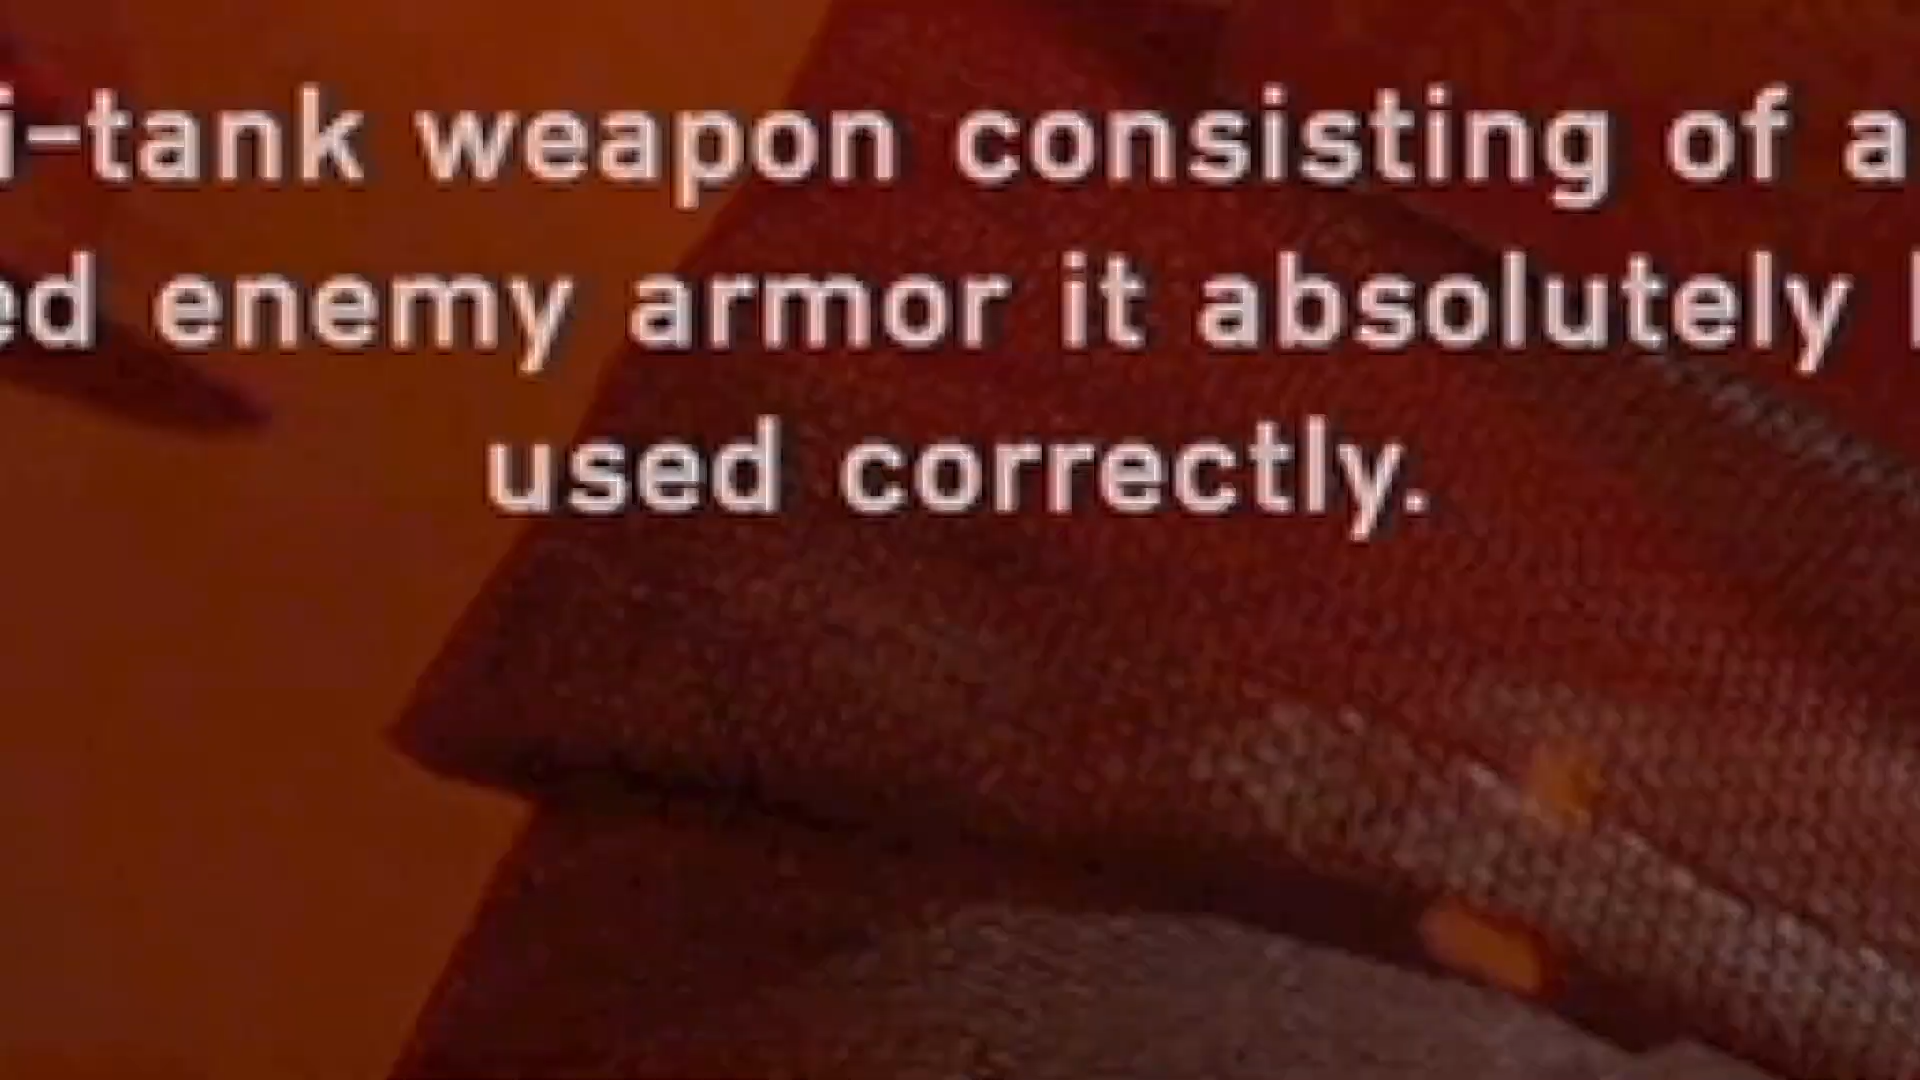 i-tank weapon consisting of a
ed enemy armor it absolutely
used correctly.